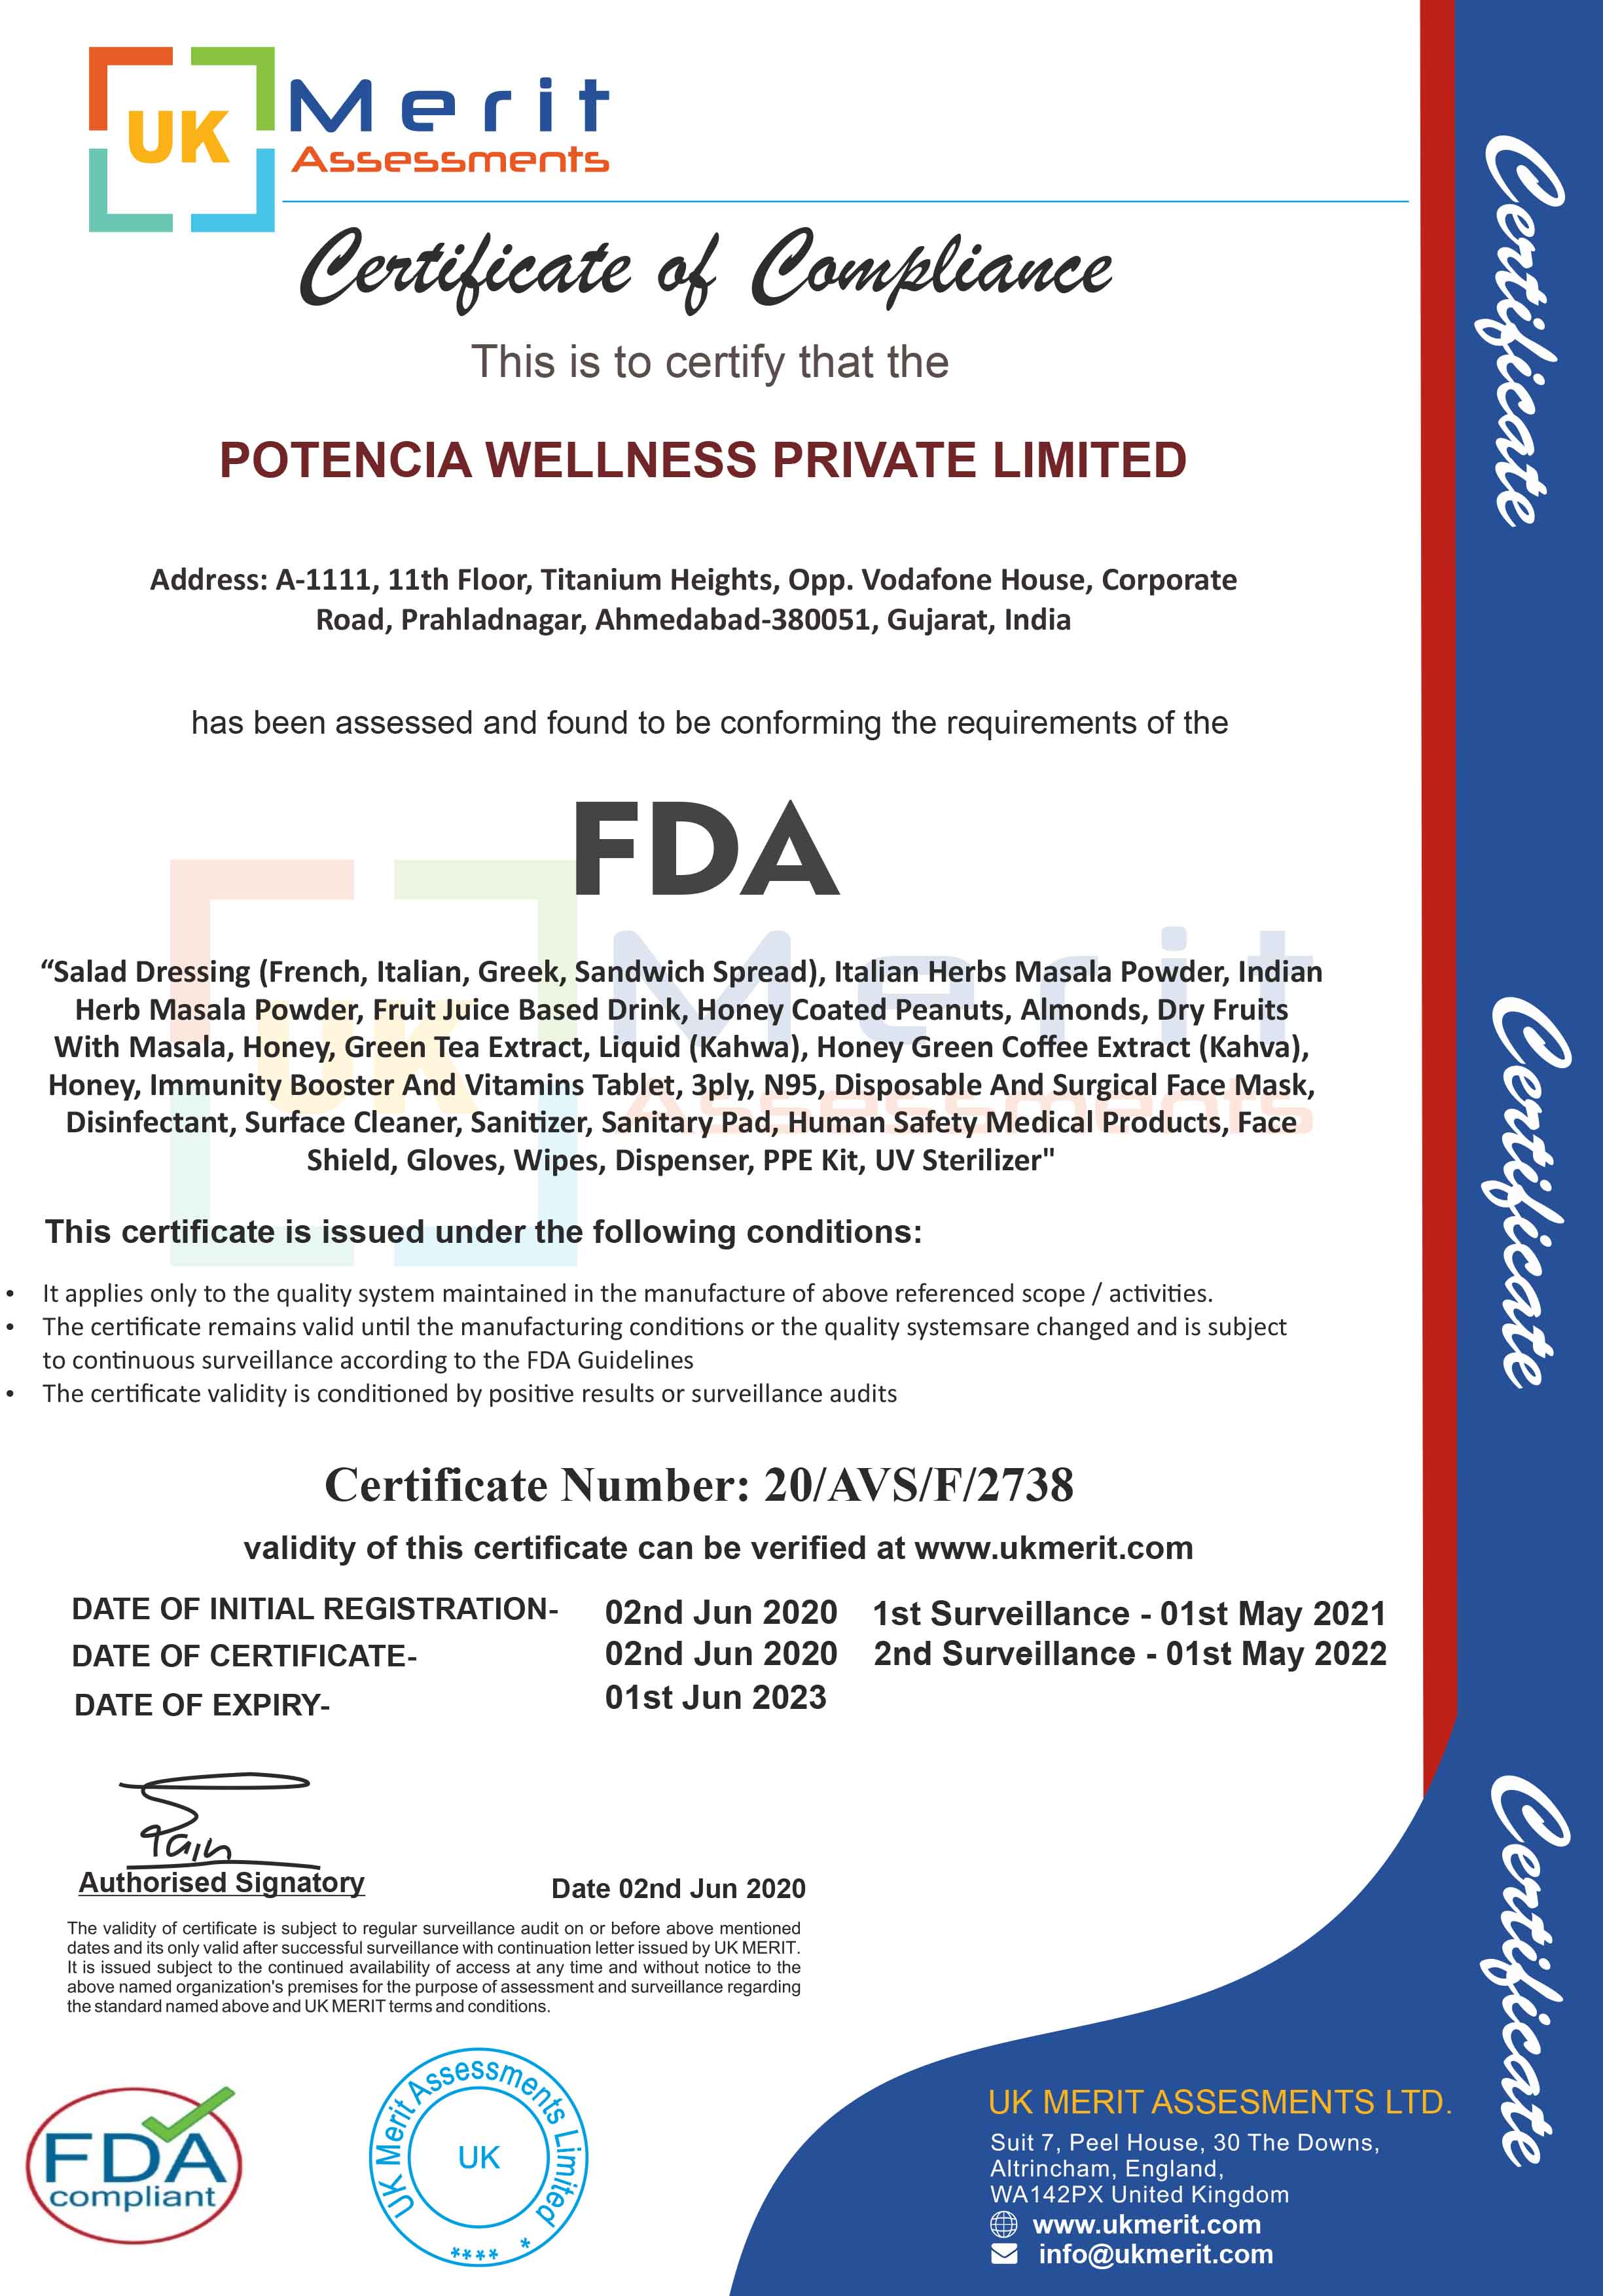 UK
Merit
Assessments
Certificate of Compliance
This is to certify that the
POTENCIA WELLNESS PRIVATE LIMITED
Address: A-1111, 11th Floor, Titanium Heights, Opp. Vodafone House, Corporate
Road, Prahladnagar, Ahmedabad-380051, Gujarat, India
has been assessed and found to be conforming the requirements of the
FDA
UK Merit Assessments
“Salad Dressing (French, Italian, Greek, Sandwich Spread), Italian Herbs Masala Powder, Indian
Herb Masala Powder, Fruit Juice Based Drink, Honey Coated Peanuts, Almonds, Dry Fruits
With Masala, Honey, Green Tea Extract, Liquid (Kahwa), Honey Green Coffee Extract (Kahva),
Honey, Immunity Booster And Vitamins Tablet, 3ply, N95, Disposable And Surgical Face Mask,
Disinfectant, Surface Cleaner, Sanitizer, Sanitary Pad, Human Safety Medical Products, Face
Shield, Gloves, Wipes, Dispenser, PPE Kit, UV Sterilizer"
This certificate is issued under the following conditions:
• It applies only to the quality system maintained in the manufacture of above referenced scope / activities.
• The certificate remains valid until the manufacturing conditions or the quality systemsare changed and is subject
to continuous surveillance according to the FDA Guidelines
• The certificate validity is conditioned by positive results or surveillance audits
Certificate Number: 20/AVS/F/2738
validity of this certificate can be verified at www.ukmerit.com
DATE OF INITIAL REGISTRATION- 02nd Jun 2020 1st Surveillance - 01st May 2021
DATE OF CERTIFICATE- 02nd Jun 2020 2nd Surveillance - 01st May 2022
DATE OF EXPIRY- 01st Jun 2023
Authorised Signatory Date 02nd Jun 2020
The validity of certificate is subject to regular surveillance audit on or before above mentioned
dates and its only valid after successful surveillance with continuation letter issued by UK MERIT.
It is issued subject to the continued availability of access at any time and without notice to the
above named organization's premises for the purpose of assessment and surveillance regarding
the standard named above and UK MERIT terms and conditions.
FDA
compliant
UK Merit Assessments Limited
UK
**** *
UK MERIT ASSESMENTS LTD.
Suit 7, Peel House, 30 The Downs,
Altrincham, England,
WA142PX United Kingdom
www.ukmerit.com
info@ukmerit.com
Certificate
Certificate
Certificate